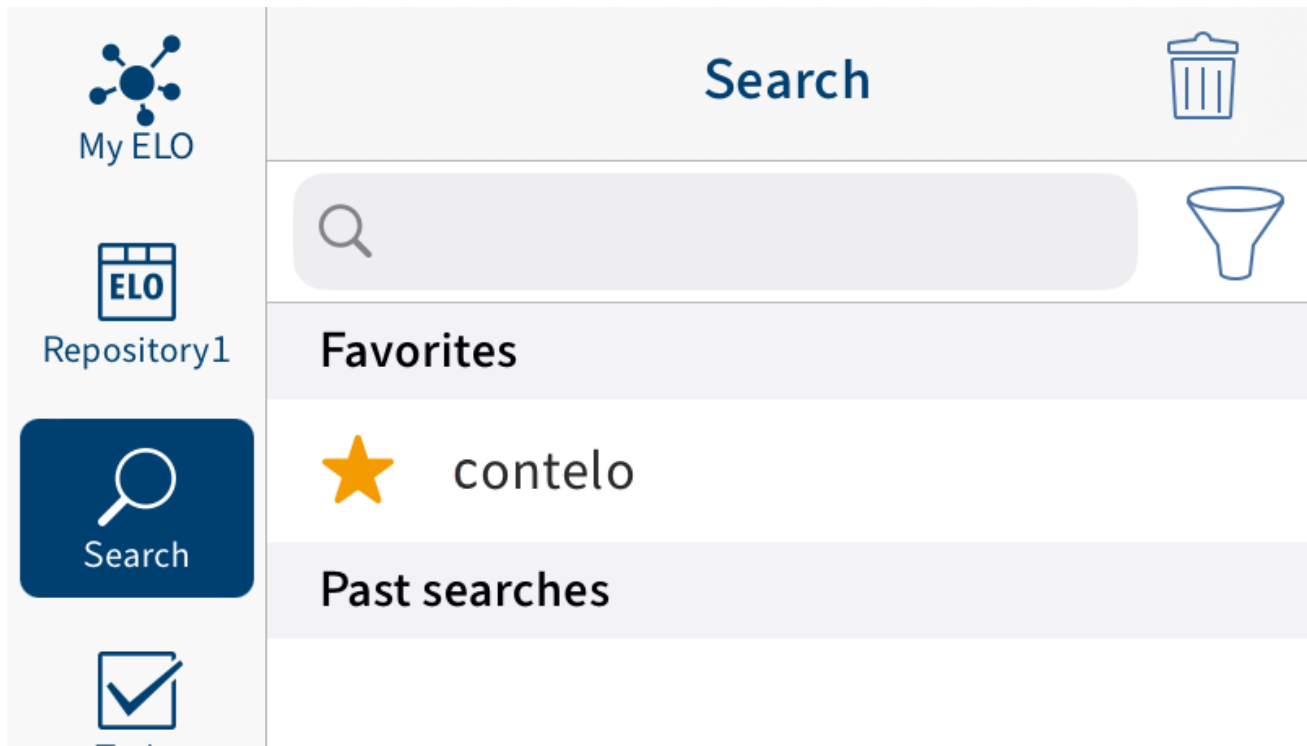 My ELO
ELO
Repository1
Search
Search
Favorites
contelo
Past searches